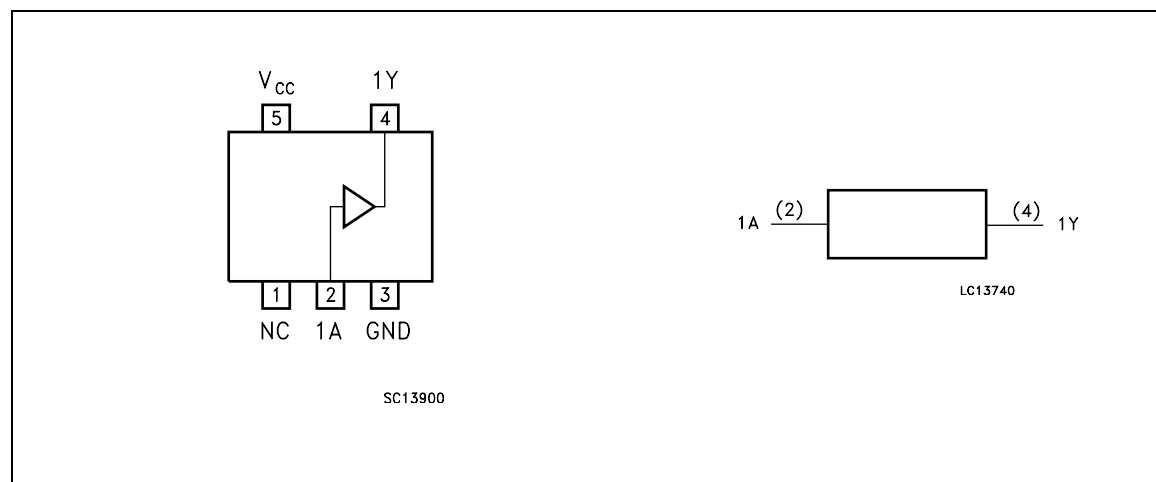 VCC 1Y
5 4
1 2 3
NC 1A GND
SC13900
1A (2) (4) 1Y
LC13740